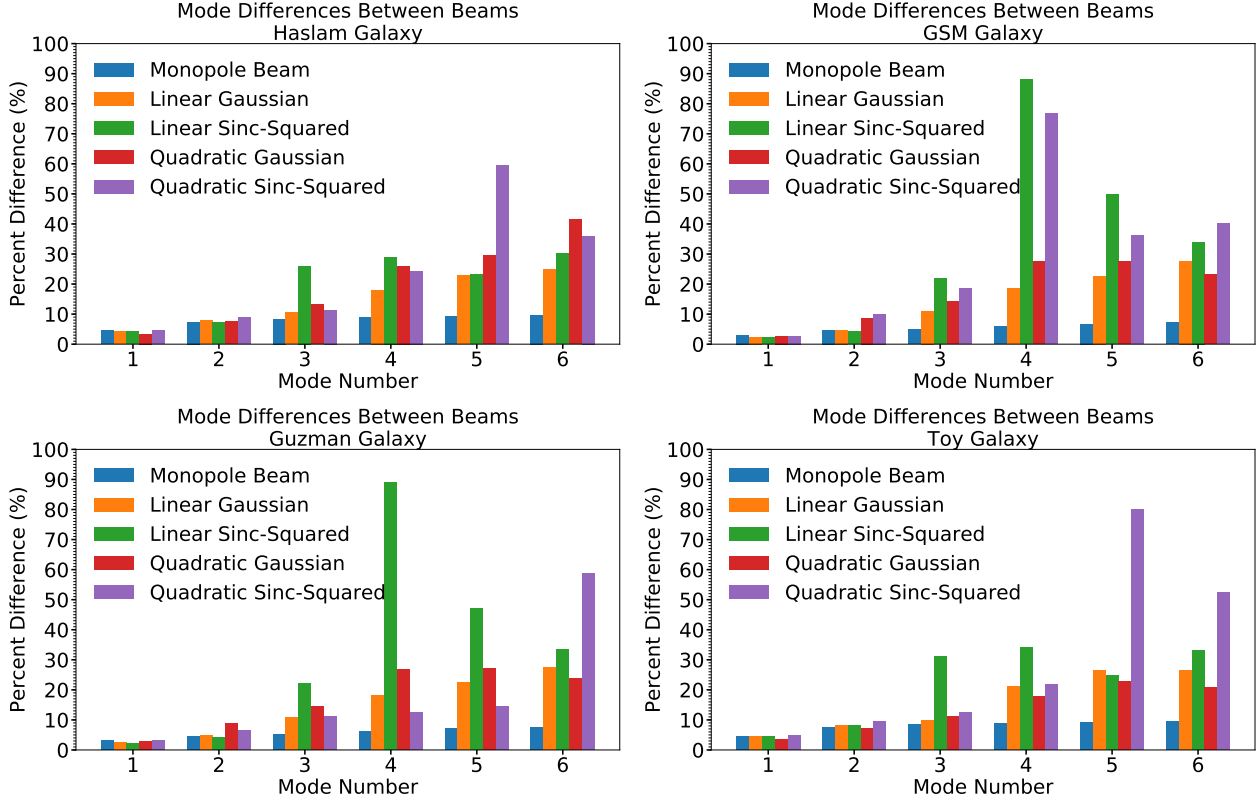 Mode Differences Between Beams
Haslam Galaxy
Percent Difference (%)
100
90
80
70
60
50
40
30
20
10
0
Monopole Beam
Linear Gaussian
Linear Sinc-Squared
Quadratic Gaussian
Quadratic Sinc-Squared
1 2 3 4 5 6
Mode Number
Mode Differences Between Beams
GSM Galaxy
Percent Difference (%)
100
90
80
70
60
50
40
30
20
10
0
Monopole Beam
Linear Gaussian
Linear Sinc-Squared
Quadratic Gaussian
Quadratic Sinc-Squared
1 2 3 4 5 6
Mode Number
Mode Differences Between Beams
Guzman Galaxy
Percent Difference (%)
100
90
80
70
60
50
40
30
20
10
0
Monopole Beam
Linear Gaussian
Linear Sinc-Squared
Quadratic Gaussian
Quadratic Sinc-Squared
1 2 3 4 5 6
Mode Number
Mode Differences Between Beams
Toy Galaxy
Percent Difference (%)
100
90
80
70
60
50
40
30
20
10
0
Monopole Beam
Linear Gaussian
Linear Sinc-Squared
Quadratic Gaussian
Quadratic Sinc-Squared
1 2 3 4 5 6
Mode Number